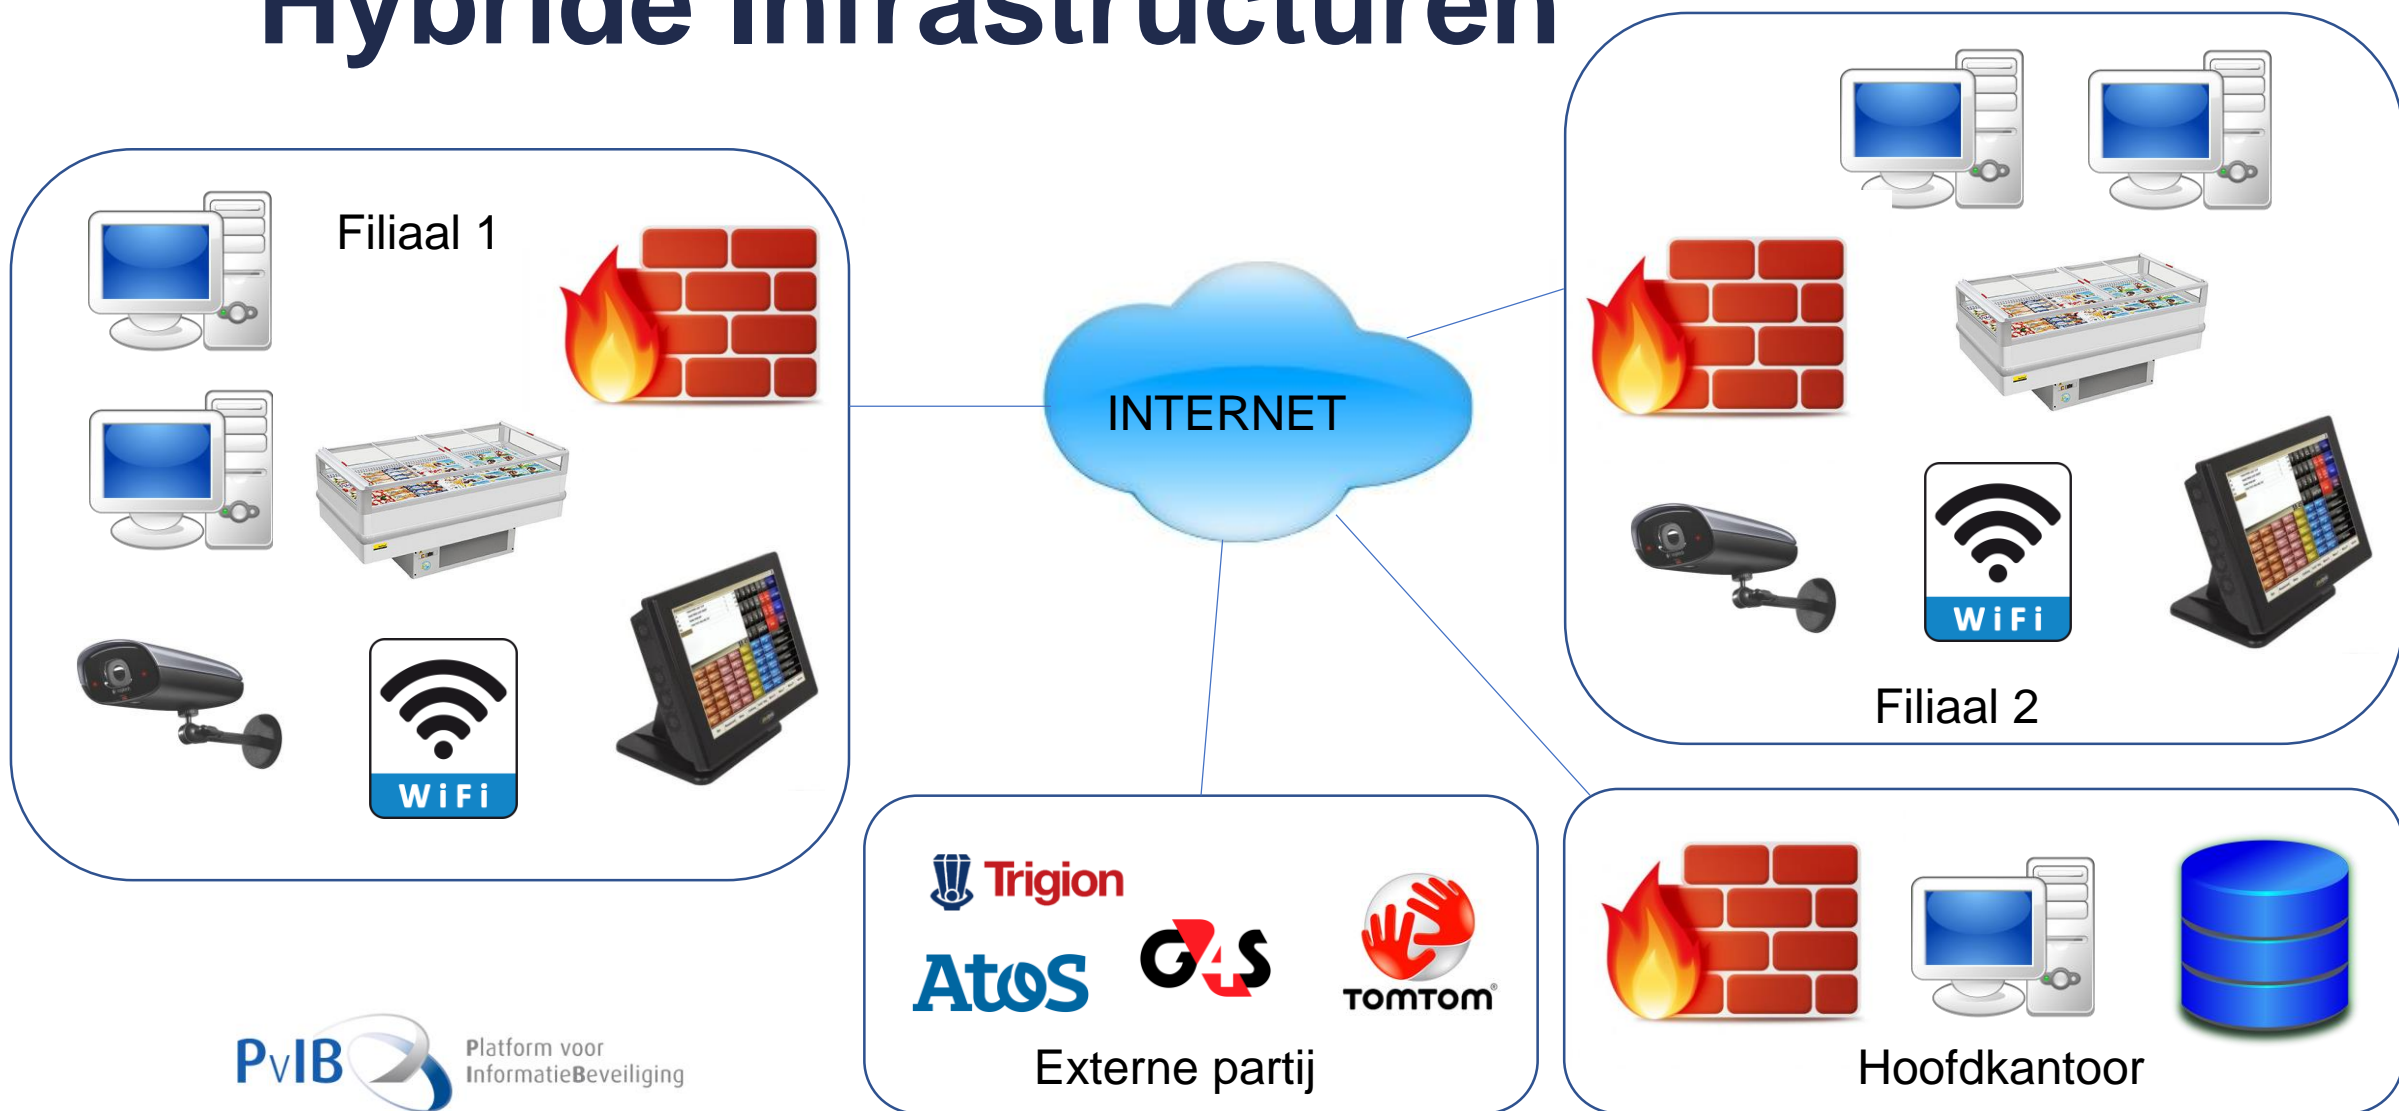 Hybride infrastructuren
Filiaal 1
INTERNET
WiFi
WiFi
Filiaal 2
Trigion
Atos
G4S
TOMTOM®
Externe partij
Hoofdkantoor
PvIB
Platform voor
InformatieBeveiliging